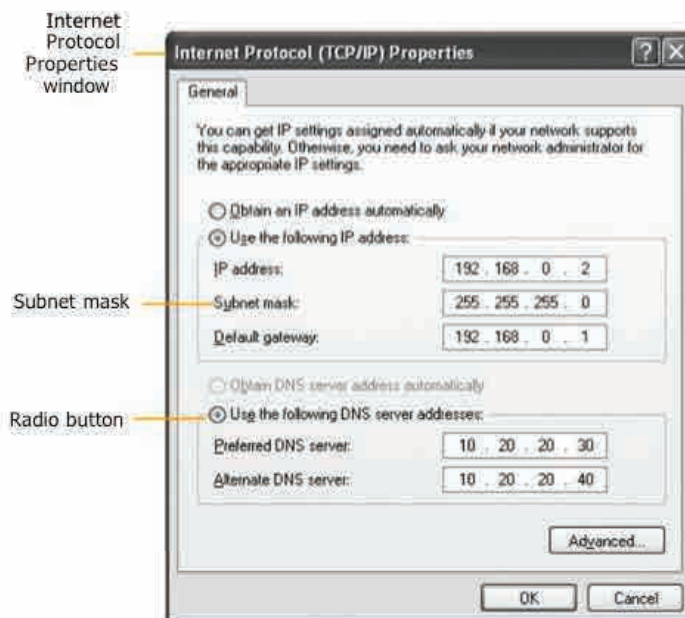 Internet
Protocol
Properties
window
Internet Protocol (TCP/IP) Properties
General
You can get IP settings assigned automatically if your network supports
this capability. Otherwise, you need to ask your network administrator for
the appropriate IP settings.
Obtain an IP address automatically
Use the following IP address:
IP address: 192 . 168 . 0 . 2
Subnet mask
Subnet mask: 255 . 255 . 255 . 0
Default gateway: 192 . 168 . 0 . 1
Obtain DNS server address automatically
Radio button
Use the following DNS server addresses:
Preferred DNS server: 10 . 20 . 20 . 30
Alternate DNS server: 10 . 20 . 20 . 40
Advanced...
OK Cancel